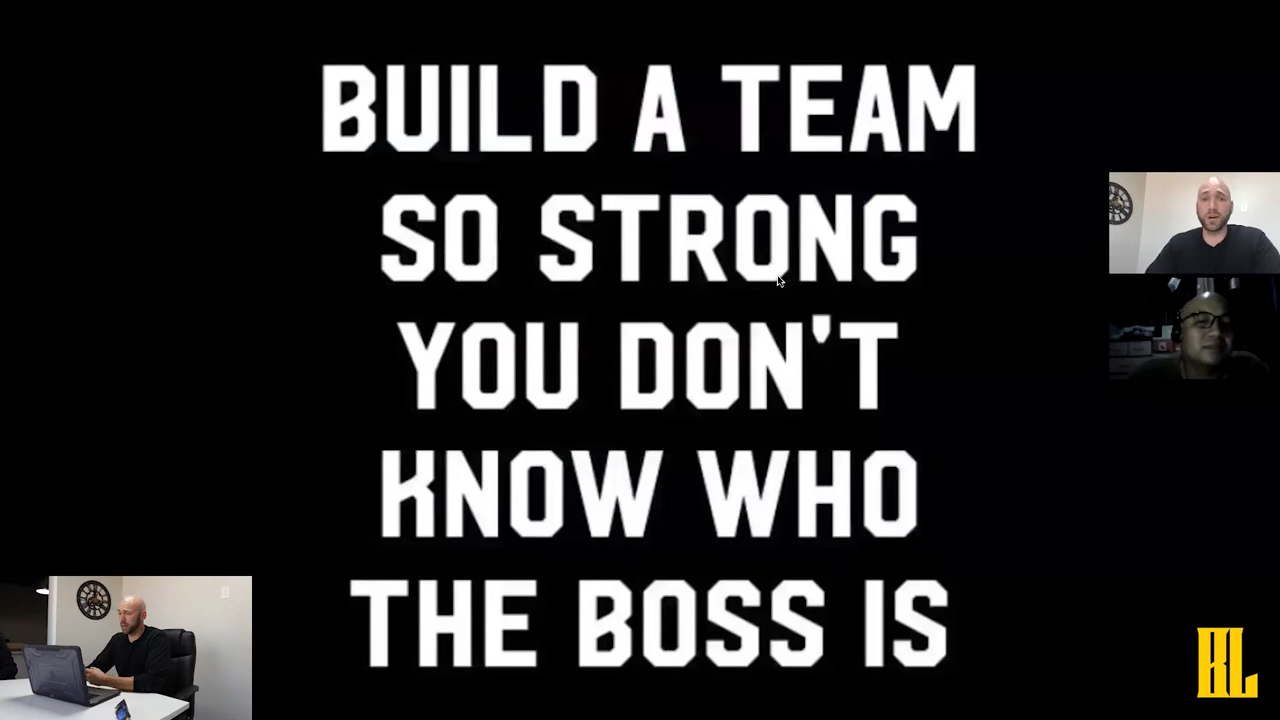 BUILD A TEAM
SO STRONG
YOU DON'T
KNOW WHO
THE BOSS IS
BL